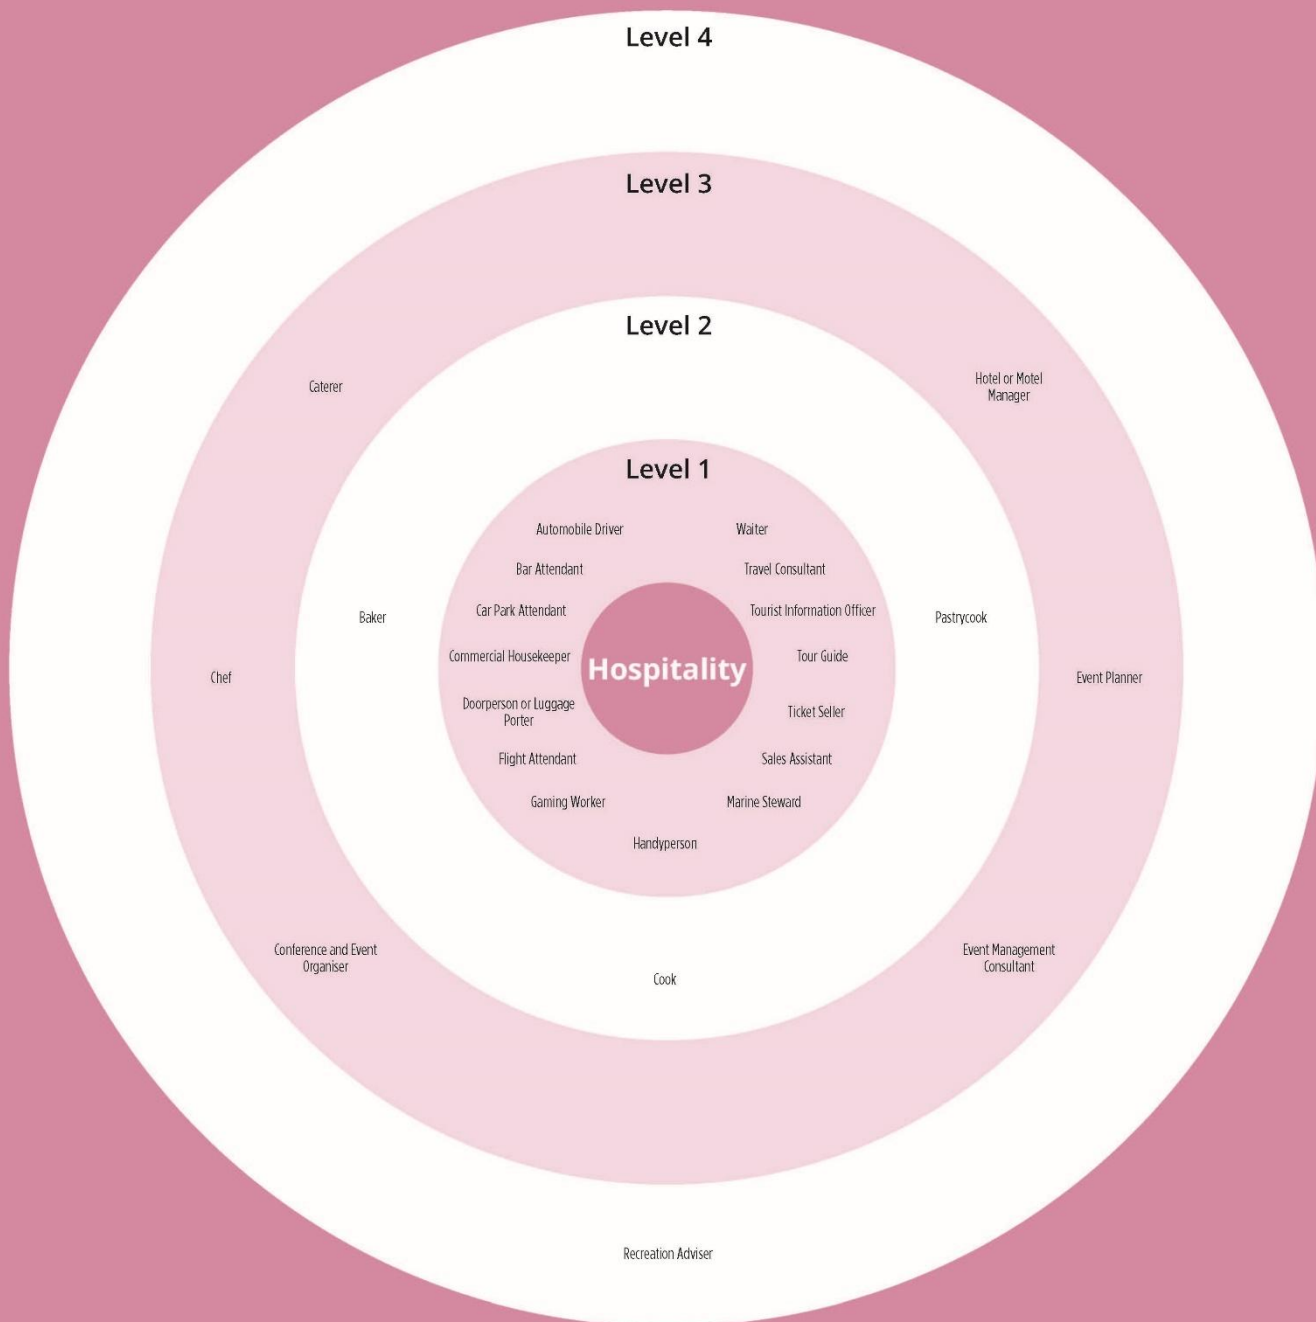 Level 4
Level 3
Level 2
Caterer
Hotel or Motel
Manager
Level 1
Automobile Driver
Waiter
Bar Attendant
Travel Consultant
Car Park Attendant
Tourist Information Officer
Baker
Pastrycook
Commercial Housekeeper
Tour Guide
Hospitality
Chef
Event Planner
Doorperson or Luggage
Porter
Ticket Seller
Flight Attendant
Sales Assistant
Gaming Worker
Marine Steward
Handyperson
Conference and Event
Organiser
Event Management
Consultant
Cook
Recreation Adviser